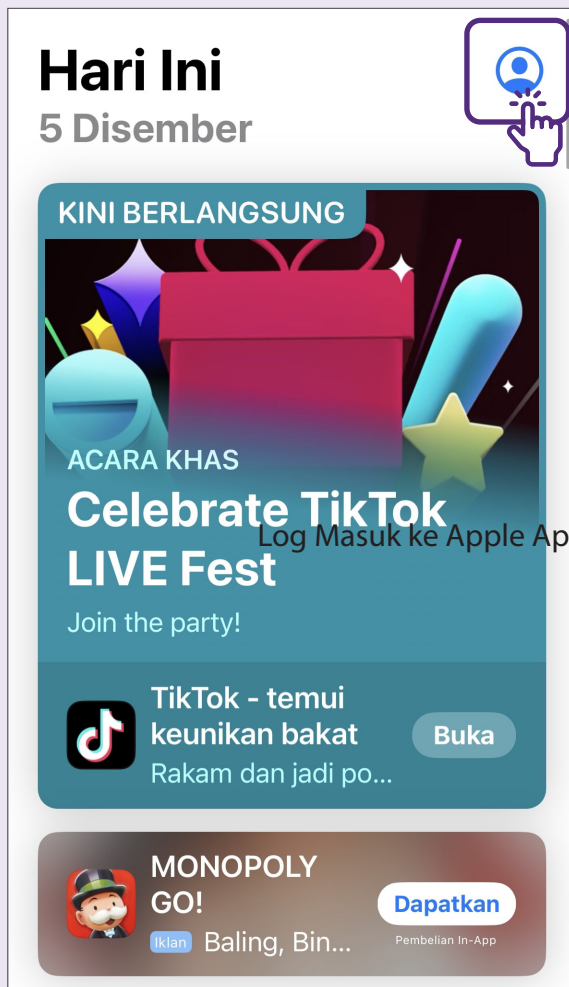 Hari Ini
5 Disember
KINI BERLANGSUNG
ACARA KHAS
Celebrate TikTok
LIVE Fest
Log Masuk ke Apple Ap
Join the party!
TikTok - temui
keunikan bakat
Rakam dan jadi po...
Buka
MONOPOLY
GO!
Iklan Baling, Bin...
Dapatkan
Pembelian In-App